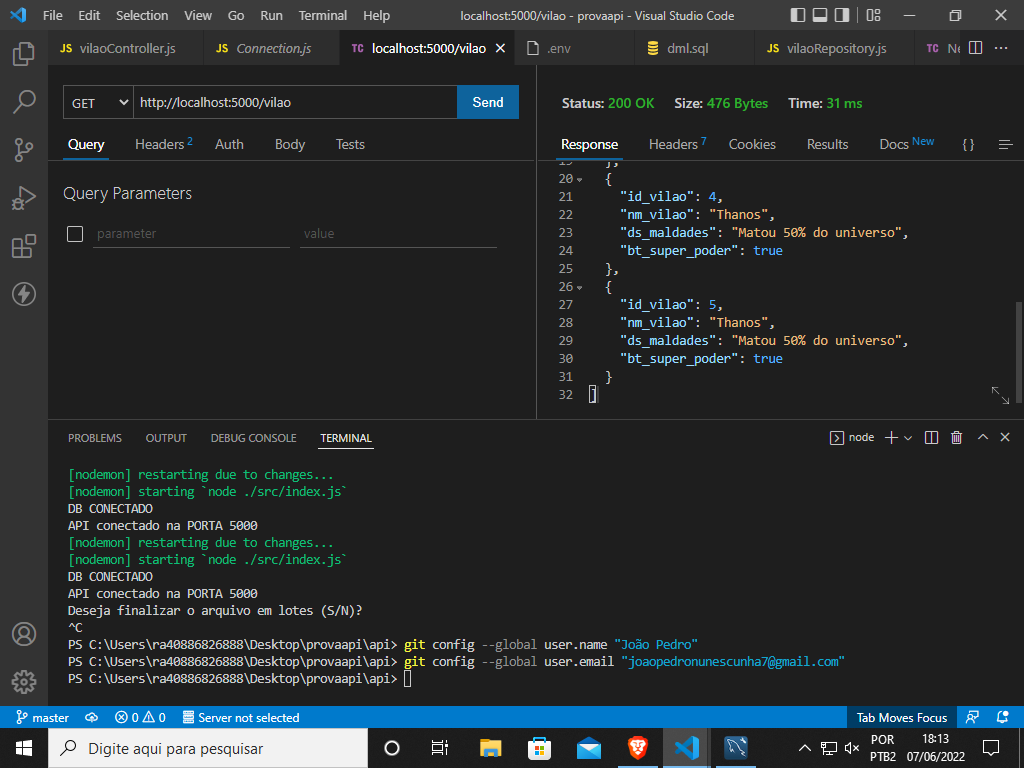 File Edit Selection View Go Run Terminal Help localhost:5000/vilao - provaapi - Visual Studio Code
JS vilaoController.js JS Connection.js TC localhost:5000/vilao .env dml.sql JS vilaoRepository.js TC
GET http://localhost:5000/vilao Send
Status: 200 OK Size: 476 Bytes Time: 31 ms
Query Headers 2 Auth Body Tests
Response Headers 7 Cookies Results Docs New {}
Query Parameters
parameter value
19 },
20 {
21 "id_vilao": 4,
22 "nm_vilao": "Thanos",
23 "ds_maldades": "Matou 50% do universo",
24 "bt_super_poder": true
25 },
26 {
27 "id_vilao": 5,
28 "nm_vilao": "Thanos",
29 "ds_maldades": "Matou 50% do universo",
30 "bt_super_poder": true
31 }
32 ]
PROBLEMS OUTPUT DEBUG CONSOLE TERMINAL node
[nodemon] restarting due to changes...
[nodemon] starting `node ./src/index.js`
DB CONECTADO
API conectado na PORTA 5000
[nodemon] restarting due to changes...
[nodemon] starting `node ./src/index.js`
DB CONECTADO
API conectado na PORTA 5000
Deseja finalizar o arquivo em lotes (S/N)?
^C
PS C:\Users\ra40886826888\Desktop\provaapi\api> git config --global user.name "João Pedro"
PS C:\Users\ra40886826888\Desktop\provaapi\api> git config --global user.email "joaopedronunescunha7@gmail.com"
PS C:\Users\ra40886826888\Desktop\provaapi\api>
master 0 0 Server not selected Tab Moves Focus
Digite aqui para pesquisar
POR
PTB2
18:13
07/06/2022